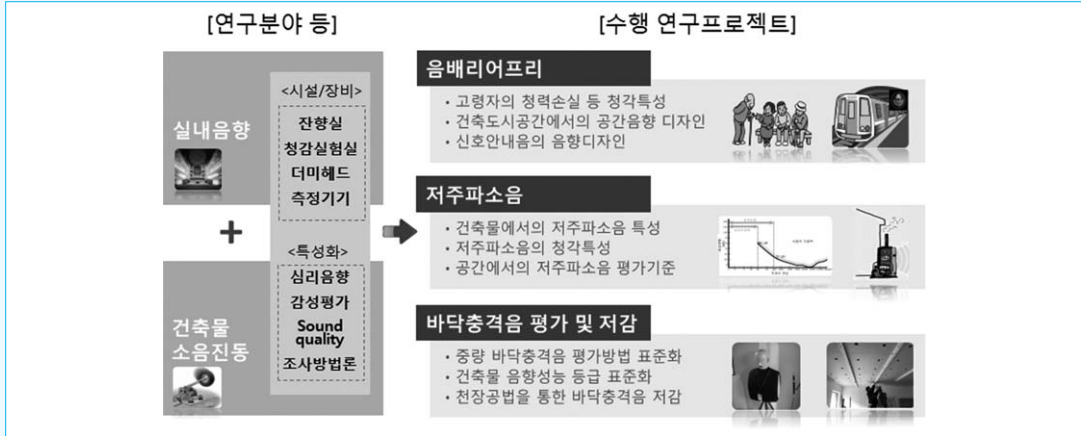 [연구분야 등]
[수행 연구프로젝트]
실내음향
<시설/장비>
잔향실
청감실험실
더미헤드
측정기기
+
<특성화>
심리음향
감성평가
Sound
quality
조사방법론
건축물
소음진동
음배리어프리
• 고령자의 청력손실 등 청각특성
• 건축도시공간에서의 공간음향 디자인
• 신호안내음의 음향디자인
저주파소음
• 건축물에서의 저주파소음 특성
• 저주파소음의 청각특성
• 공간에서의 저주파소음 평가기준
바닥충격음 평가 및 저감
• 중량 바닥충격음 평가방법 표준화
• 건축물 음향성능 등급 표준화
• 천장공법을 통한 바닥충격음 저감